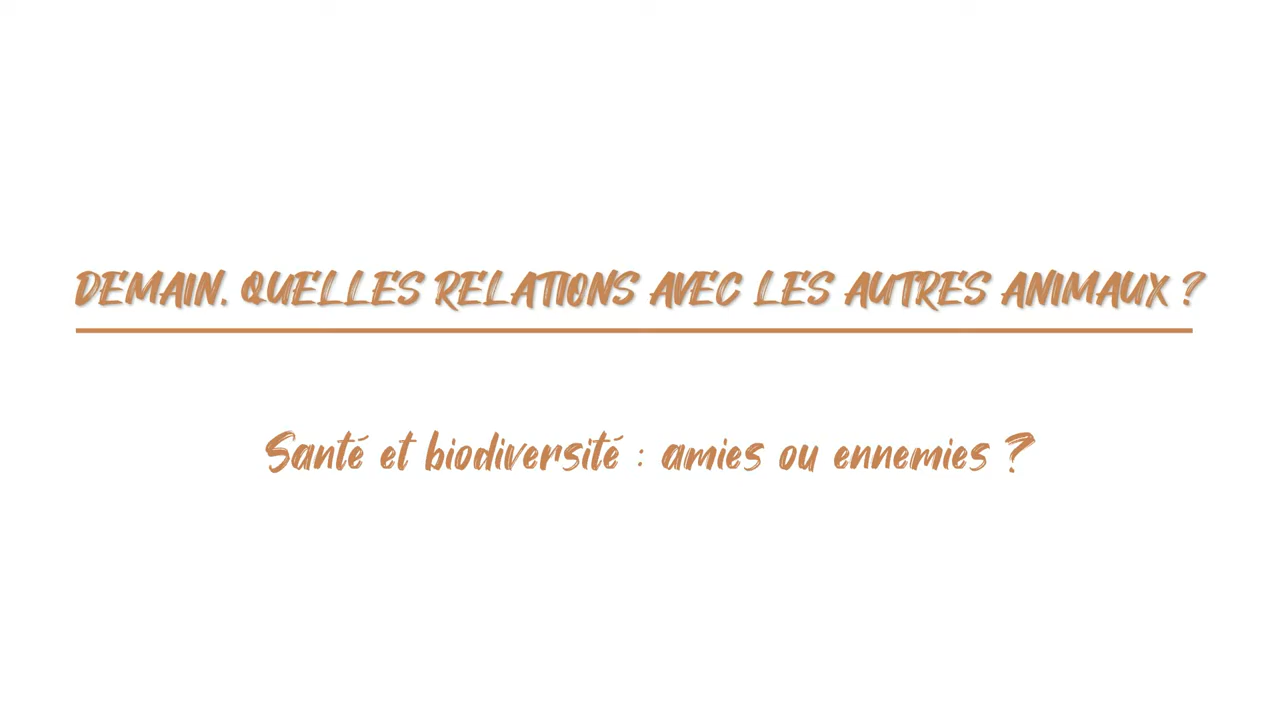 DEMAIN. QUELLES RELATIONS AVEC LES AUTRES ANIMAUX ?
Santé et biodiversité : amies ou ennemies ?